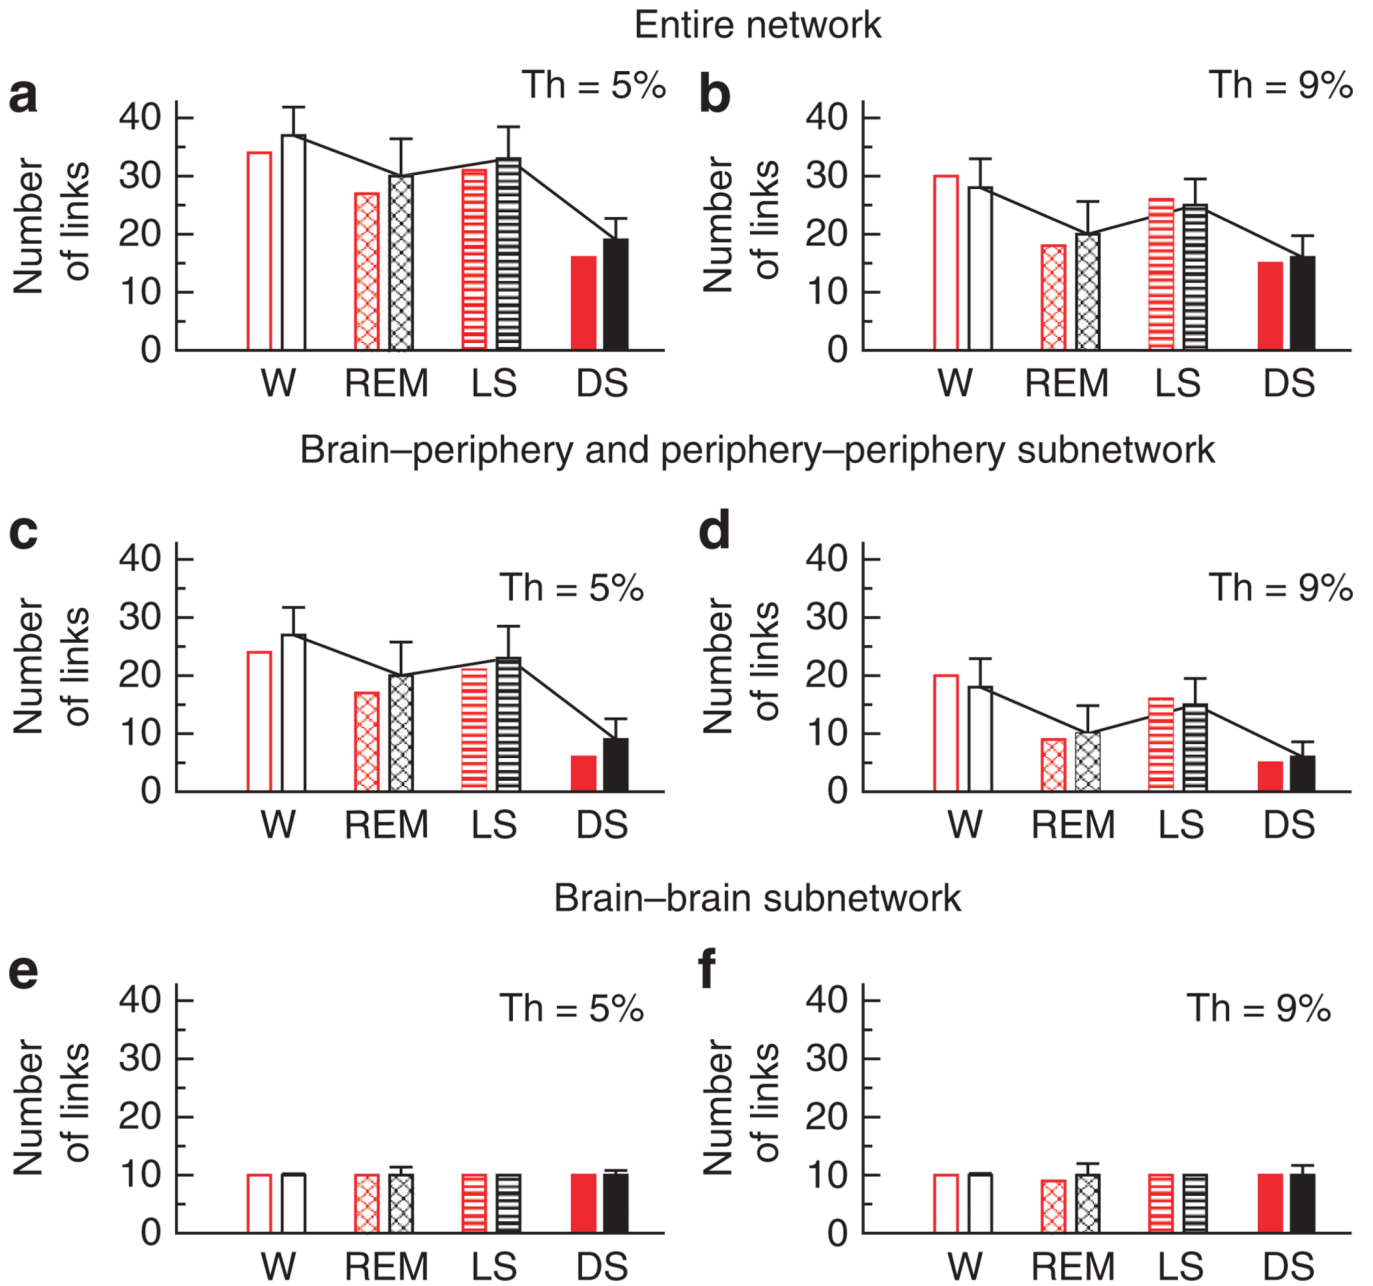 Entire network
a
Th = 5%
Number
of links
40
30
20
10
0
W REM LS DS
b
Th = 9%
Number
of links
40
30
20
10
0
W REM LS DS
Brain–periphery and periphery–periphery subnetwork
c
Th = 5%
Number
of links
40
30
20
10
0
W REM LS DS
d
Th = 9%
Number
of links
40
30
20
10
0
W REM LS DS
Brain–brain subnetwork
e
Th = 5%
Number
of links
40
30
20
10
0
W REM LS DS
f
Th = 9%
Number
of links
40
30
20
10
0
W REM LS DS